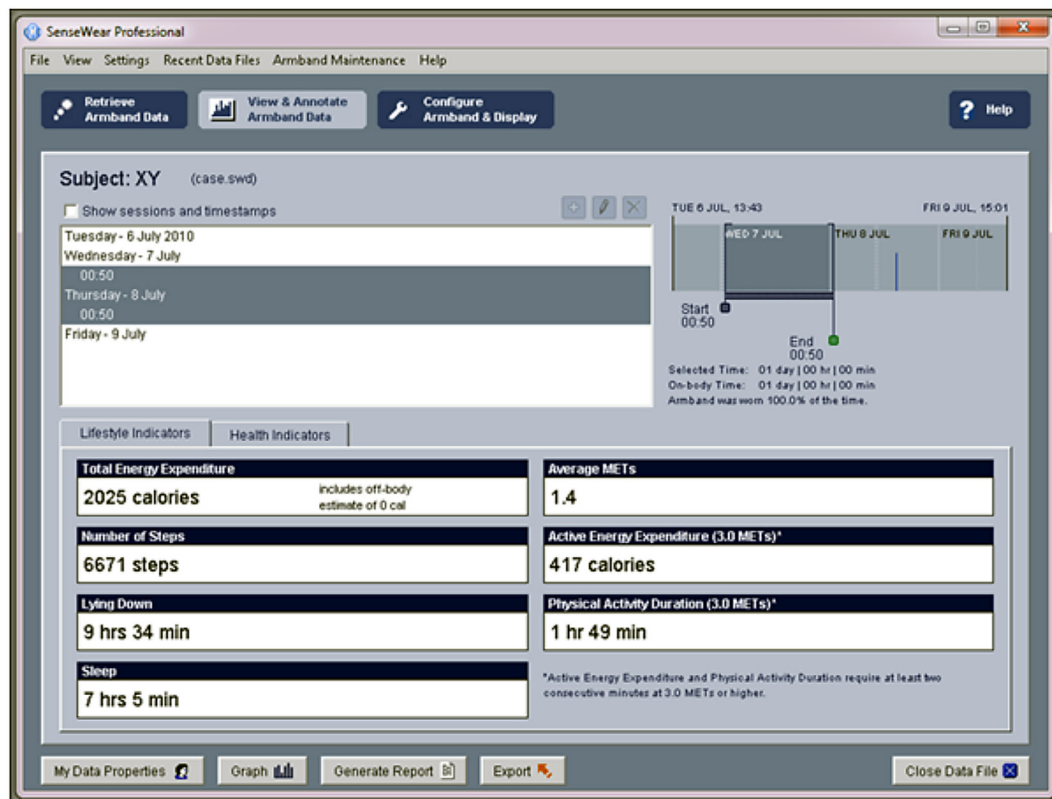 SenseWear Professional
File View Settings Recent Data Files Armband Maintenance Help
Retrieve
Armband Data
View & Annotate
Armband Data
Configure
Armband & Display
? Help
Subject: XY (case.swd)
Show sessions and timestamps
Tuesday - 6 July 2010
Wednesday - 7 July
00:50
Thursday - 8 July
00:50
Friday - 9 July
TUE 6 JUL, 13:43 FRI 9 JUL, 15:01
WED 7 JUL THU 8 JUL FRI 9 JUL
Start
00:50
End
00:50
Selected Time: 01 day | 00 hr | 00 min
On-body Time: 01 day | 00 hr | 00 min
Armband was worn 100.0% of the time.
Lifestyle Indicators Health Indicators
Total Energy Expenditure
2025 calories
includes off-body
estimate of 0 cal
Average METs
1.4
Number of Steps
6671 steps
Active Energy Expenditure (3.0 METs)*
417 calories
Lying Down
9 hrs 34 min
Physical Activity Duration (3.0 METs)*
1 hr 49 min
Sleep
7 hrs 5 min
*Active Energy Expenditure and Physical Activity Duration require at least two
consecutive minutes at 3.0 METs or higher.
My Data Properties Graph Generate Report Export Close Data File